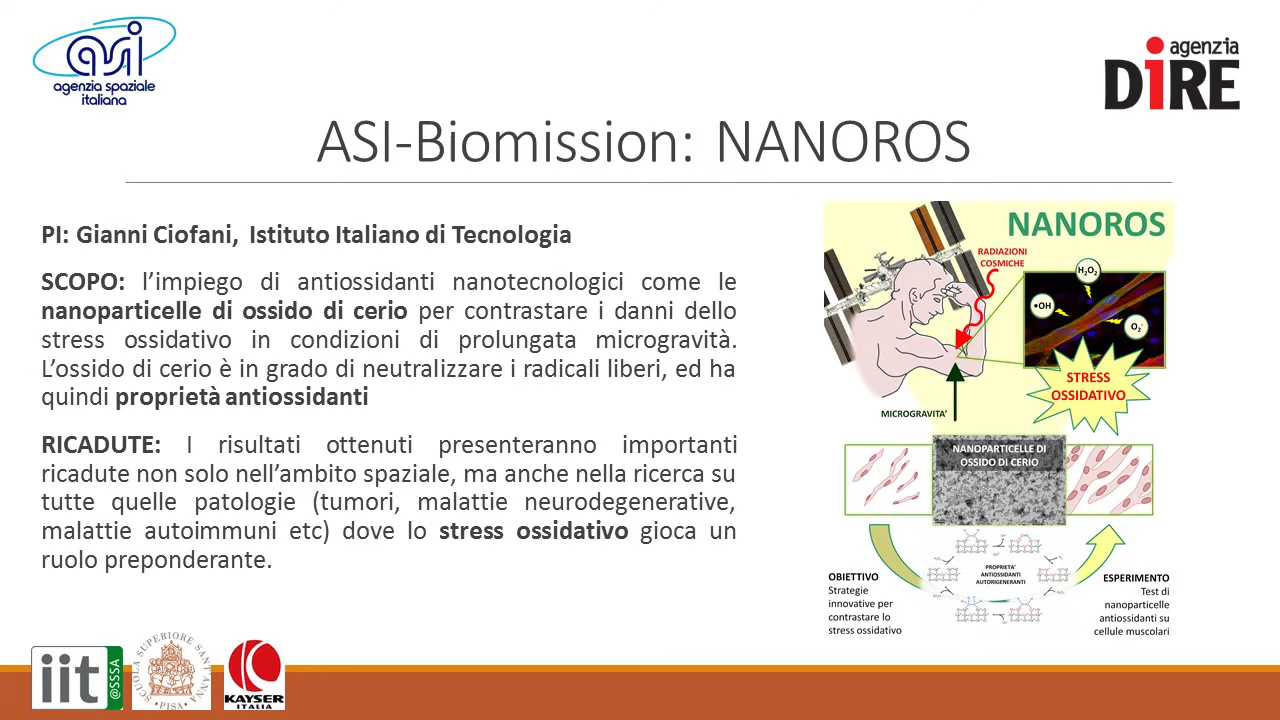 asi
agenzia spaziale
italiana
agenzia
DiRE
ASI-Biomission: NANOROS
PI: Gianni Ciofani, Istituto Italiano di Tecnologia
SCOPO: l’impiego di antiossidanti nanotecnologici come le
nanoparticelle di ossido di cerio per contrastare i danni dello
stress ossidativo in condizioni di prolungata microgravità.
L’ossido di cerio è in grado di neutralizzare i radicali liberi, ed ha
quindi proprietà antiossidanti
RICADUTE: I risultati ottenuti presenteranno importanti
ricadute non solo nell’ambito spaziale, ma anche nella ricerca su
tutte quelle patologie (tumori, malattie neurodegenerative,
malattie autoimmuni etc) dove lo stress ossidativo gioca un
ruolo preponderante.
NANOROS
RADIAZIONI
COSMICHE
H₂O₂
•OH
STRESS
OSSIDATIVO
MICROGRAVITA’
NANOPARTICELLE DI
OSSIDO DI CERIO
PROPRIETA’
ANTIOSSIDANTI
AUTORIGENERANTI
OBIETTIVO
Strategie
innovative per
contrastare lo
stress ossidativo
ESPERIMENTO
Test di
nanoparticelle
antiossidanti su
cellule muscolari
iit
@SSSA
SCUOLA SUPERIORE SANT'ANNA
PISA
KAYSER
ITALIA